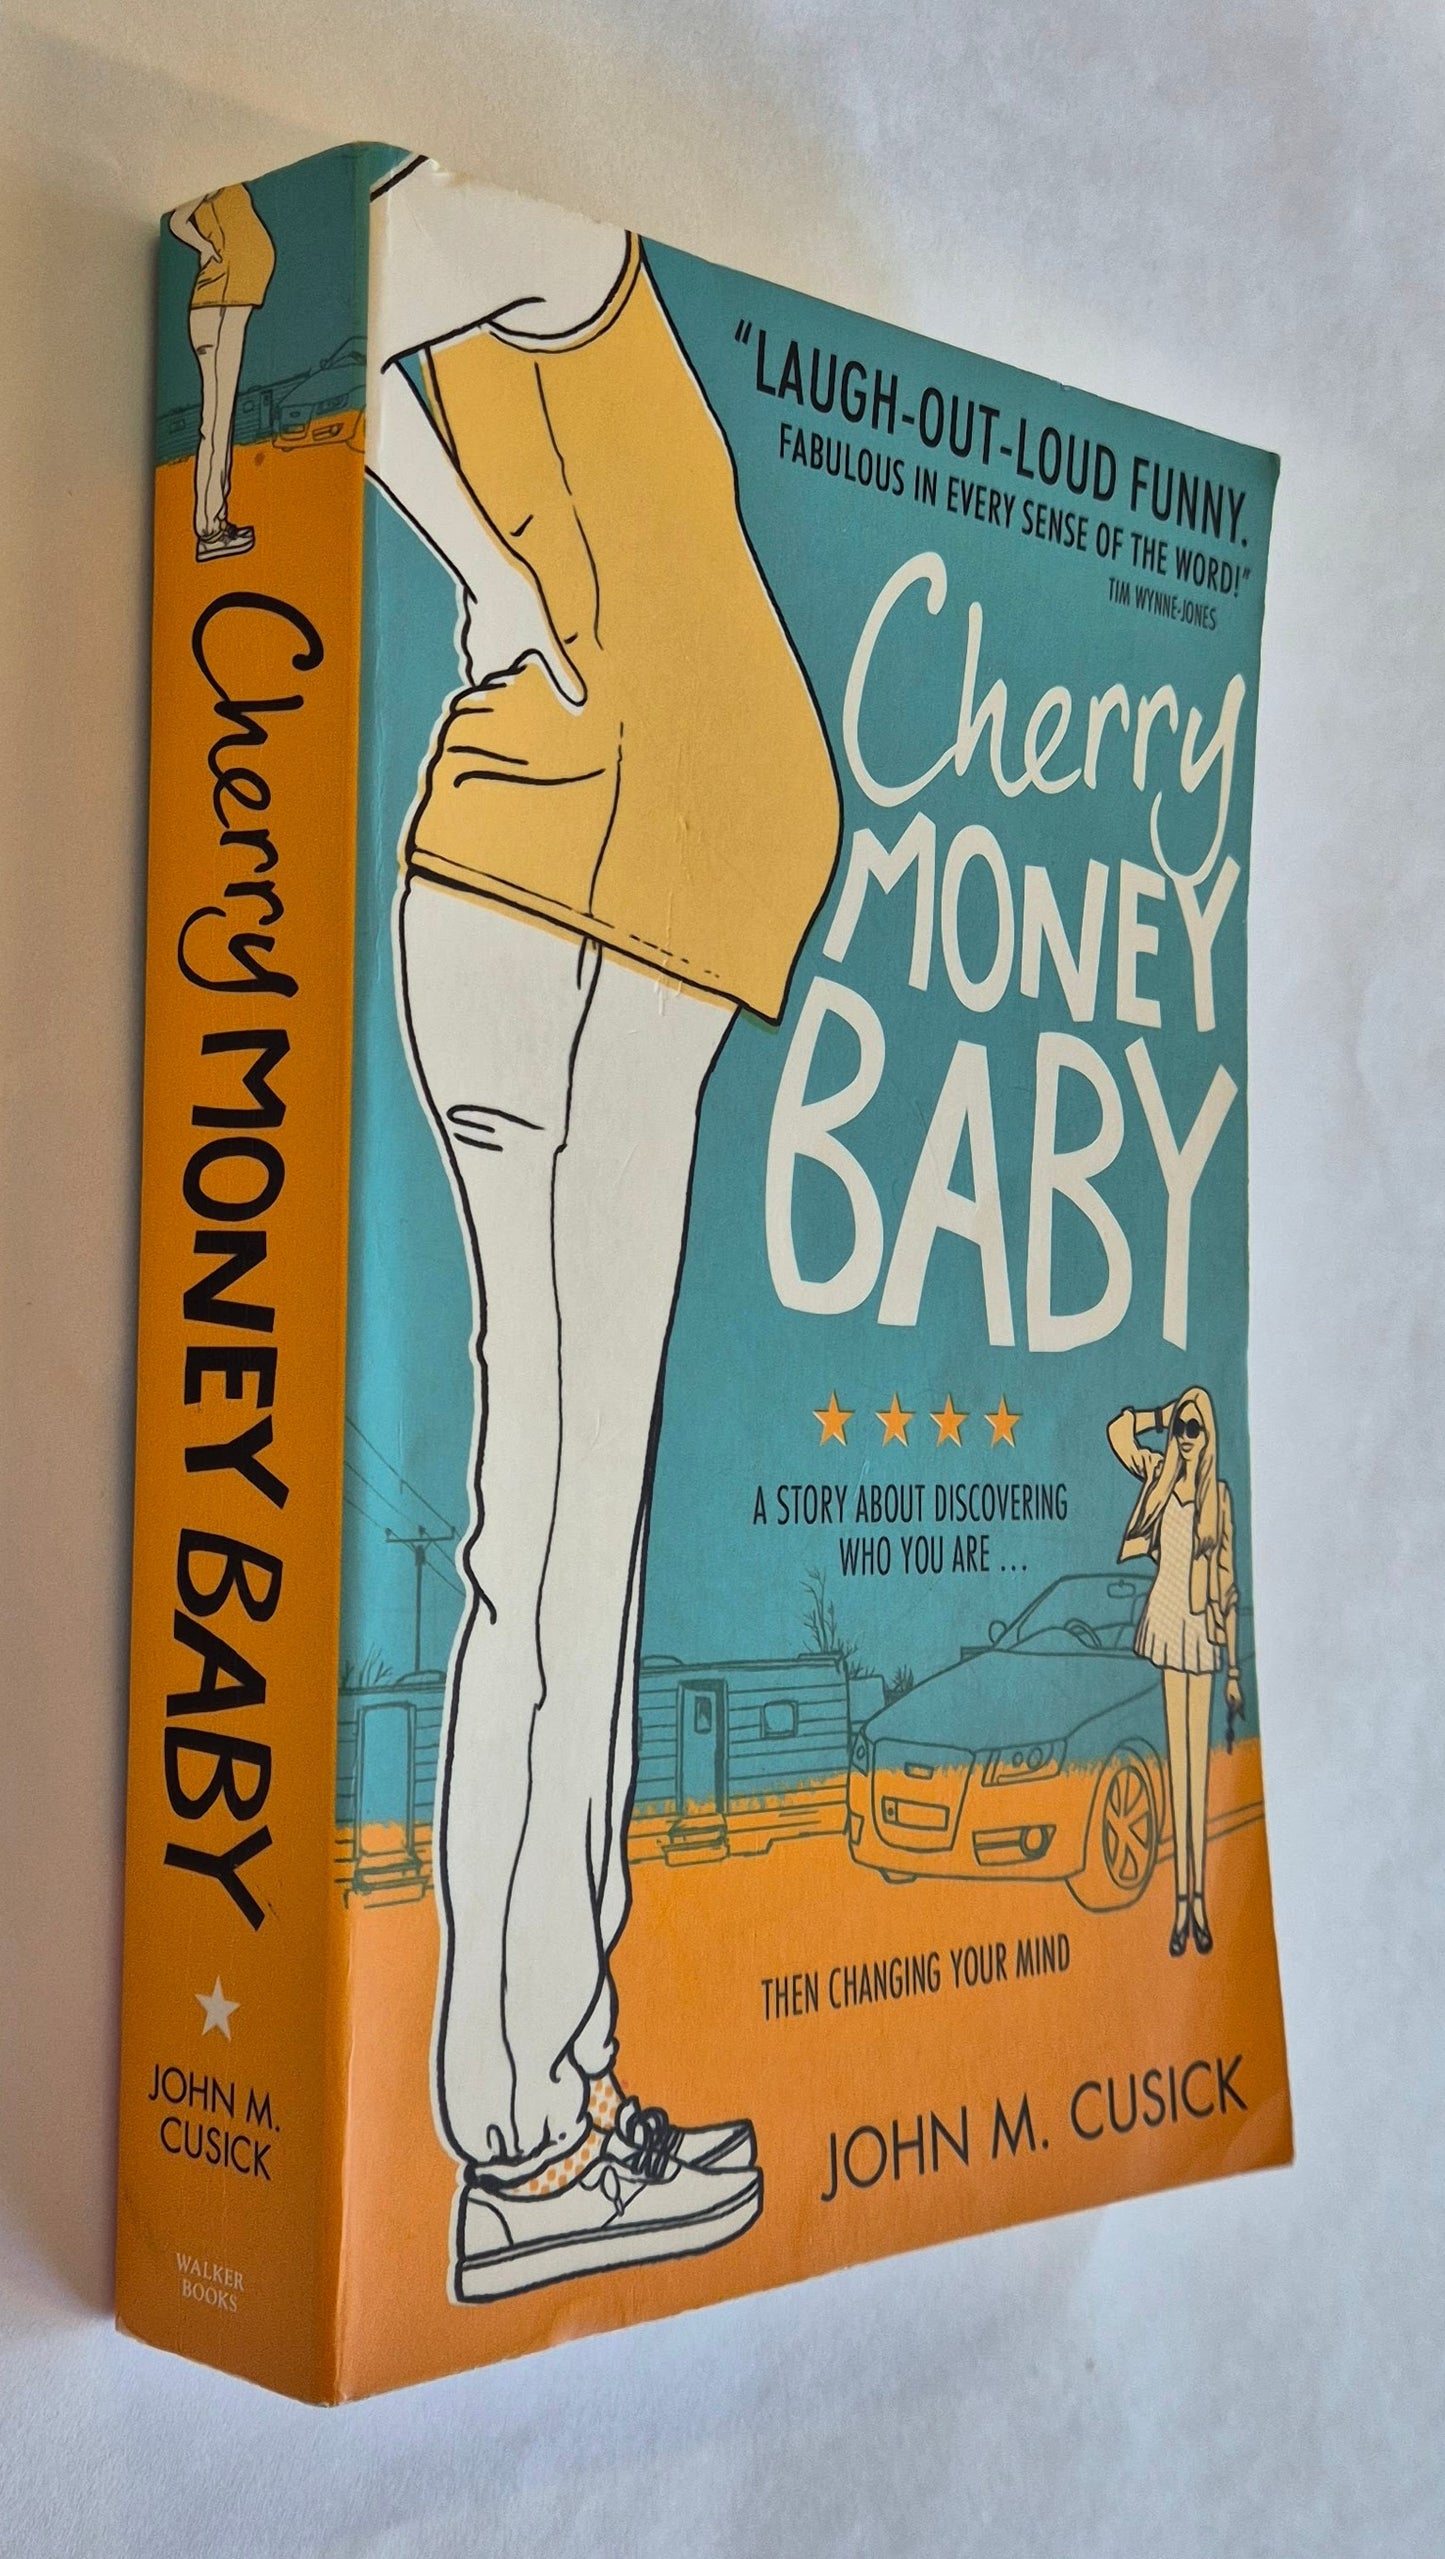 Cherry MONEY BABY
JOHN M.
CUSICK
WALKER
BOOKS
"LAUGH-OUT-LOUD FUNNY.
FABULOUS IN EVERY SENSE OF THE WORD!"
TIM WYNNE-JONES
Cherry
MONEY
BABY
A STORY ABOUT DISCOVERING
WHO YOU ARE ...
THEN CHANGING YOUR MIND
JOHN M. CUSICK